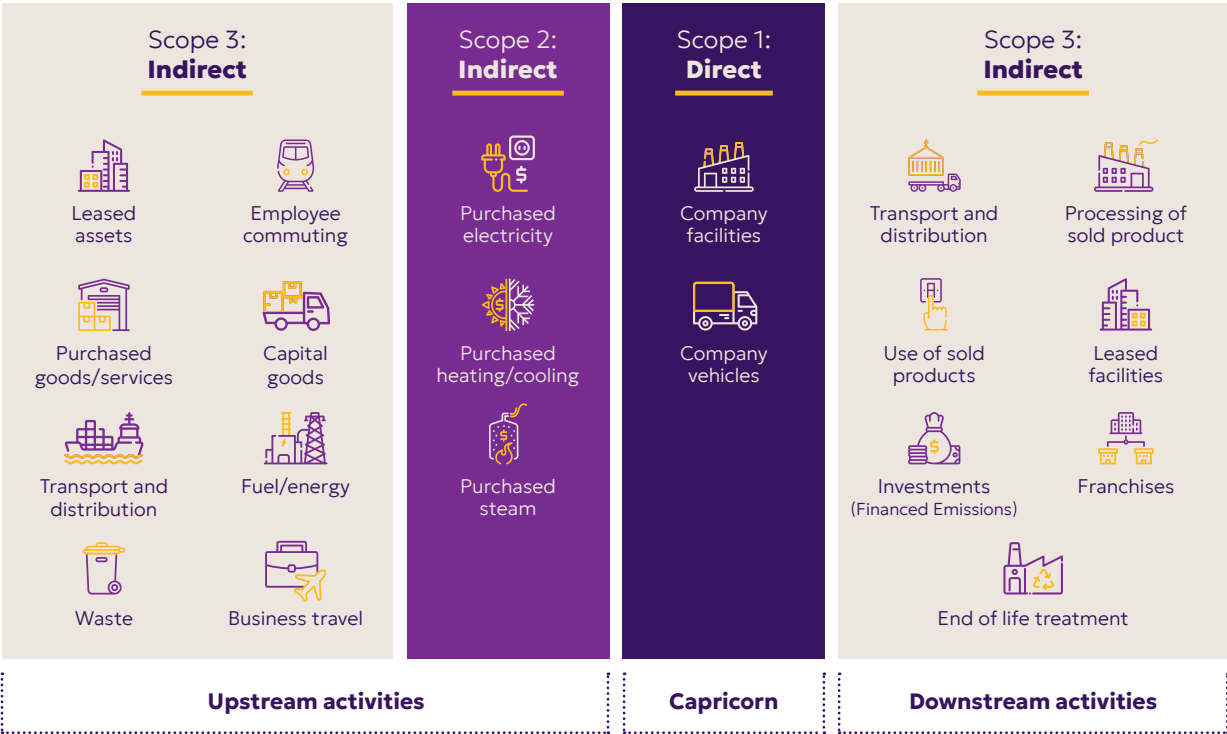 Scope 3:
Indirect
Leased
assets
Employee
commuting
Purchased
goods/services
Capital
goods
Transport and
distribution
Fuel/energy
Waste
Business travel
Scope 2:
Indirect
$
Purchased
electricity
$
Purchased
heating/cooling
$
Purchased
steam
Scope 1:
Direct
Company
facilities
Company
vehicles
Scope 3:
Indirect
Transport and
distribution
Processing of
sold product
Use of sold
products
Leased
facilities
$
Investments
(Financed Emissions)
Franchises
End of life treatment
Upstream activities
Capricorn
Downstream activities